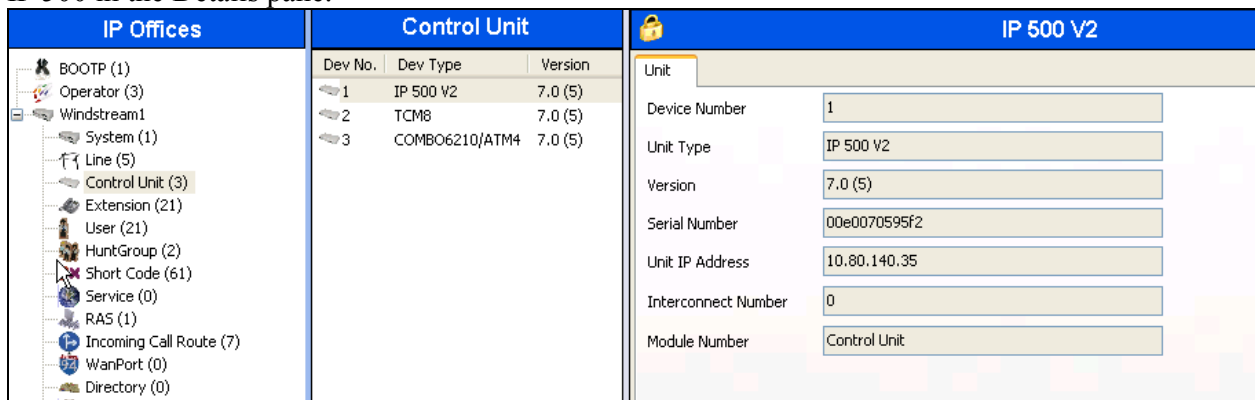 IP 500 in the Details pane.
IP Offices
BOOTP (1)
Operator (3)
Windstream1
System (1)
Line (5)
Control Unit (3)
Extension (21)
User (21)
HuntGroup (2)
Short Code (61)
Service (0)
RAS (1)
Incoming Call Route (7)
WanPort (0)
Directory (0)
Control Unit
Dev No. Dev Type Version
1 IP 500 V2 7.0 (5)
2 TCM8 7.0 (5)
3 COMBO6210/ATM4 7.0 (5)
IP 500 V2
Unit
Device Number 1
Unit Type IP 500 V2
Version 7.0 (5)
Serial Number 00e0070595f2
Unit IP Address 10.80.140.35
Interconnect Number 0
Module Number Control Unit